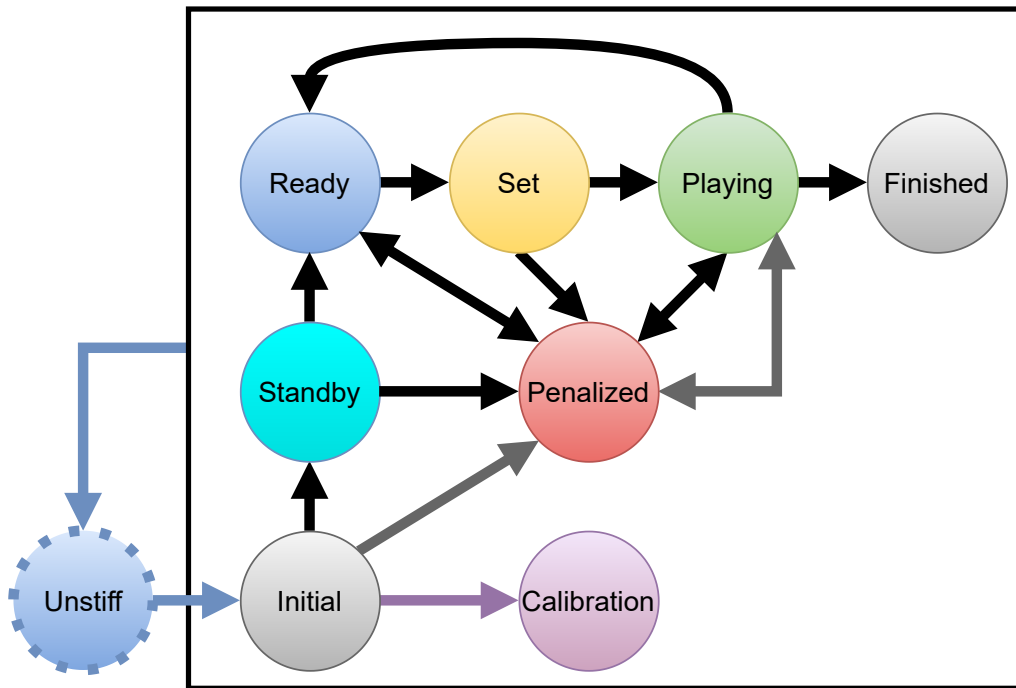 Ready
Set
Playing
Finished
Standby
Penalized
Unstiff
Initial
Calibration